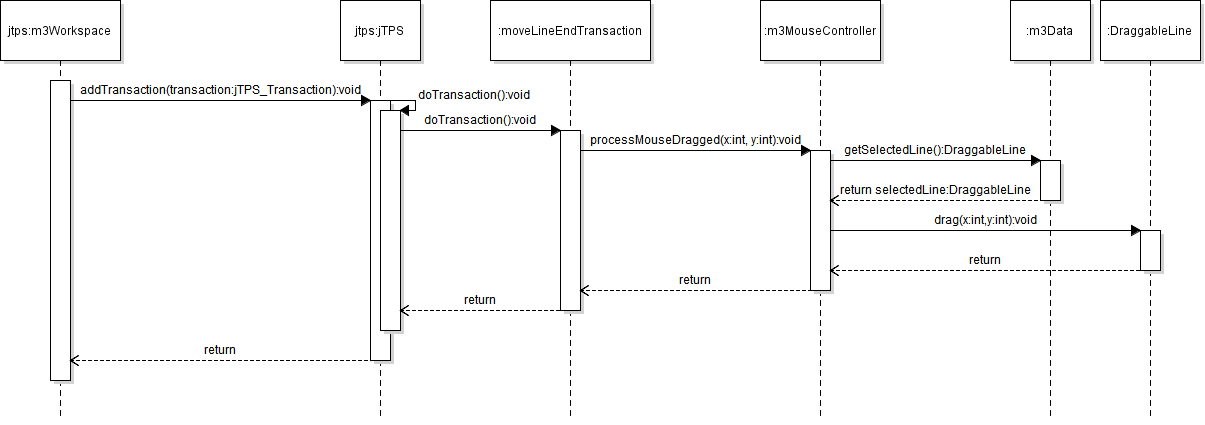 jtps:m3Workspace
jtps:jTPS
:moveLineEndTransaction
:m3MouseController
:m3Data
:DraggableLine
addTransaction(transaction:jTPS_Transaction):void
doTransaction():void
doTransaction():void
processMouseDragged(x:int, y:int):void
getSelectedLine():DraggableLine
return selectedLine:DraggableLine
drag(x:int,y:int):void
return
return
return
return